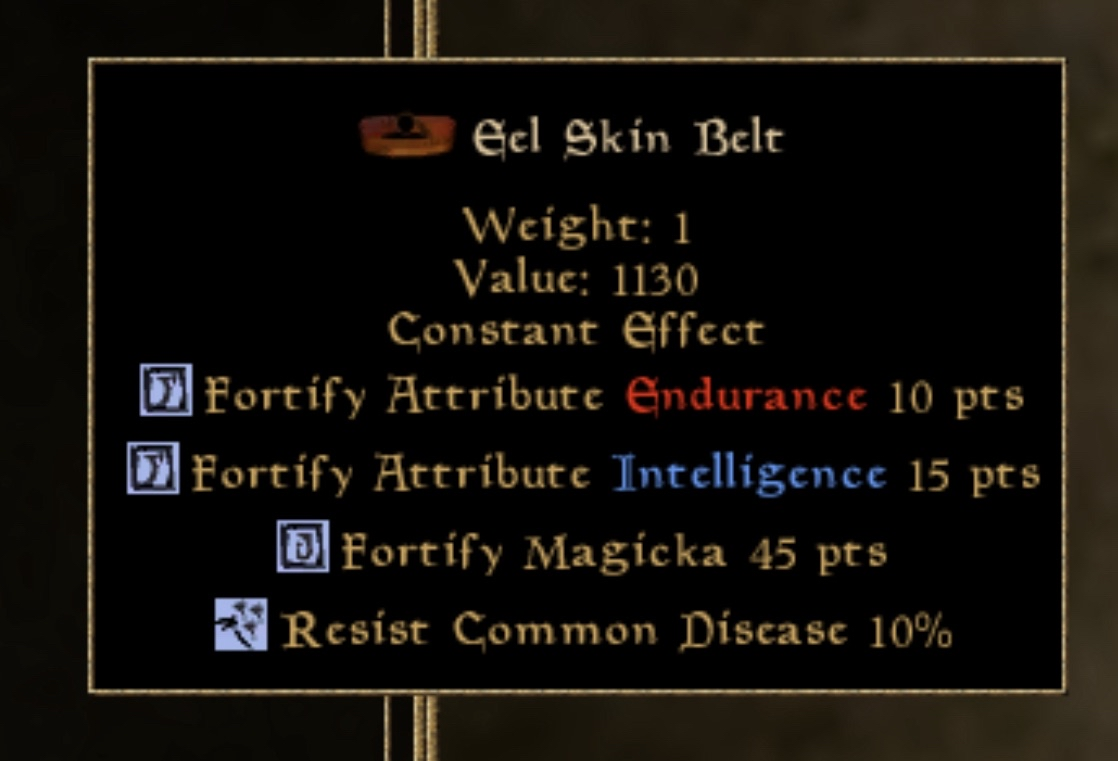 Eel Skin Belt
Weight: 1
Value: 1130
Constant Effect
Fortify Attribute Endurance 10 pts
Fortify Attribute Intelligence 15 pts
Fortify Magicka 45 pts
Resist Common Disease 10%